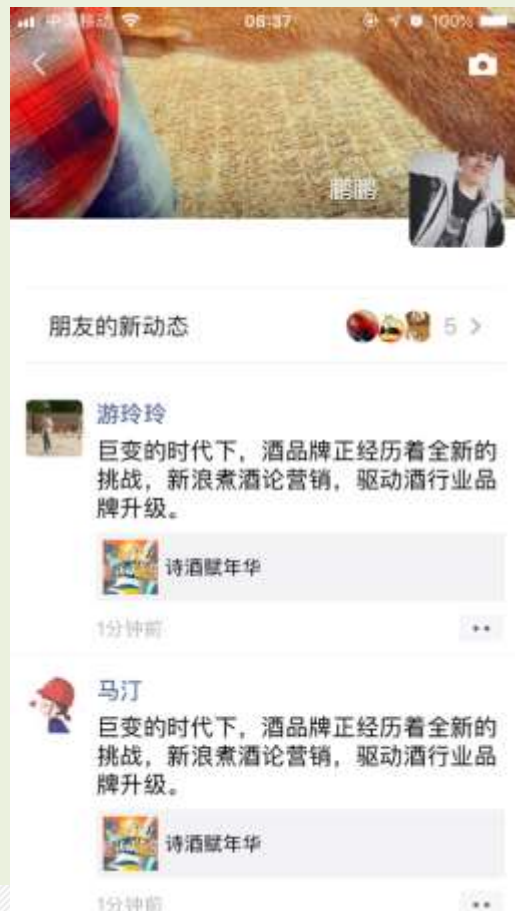 中国移动 08:37 100%
鹏鹏
朋友的新动态 5
游玲玲
巨变的时代下，酒品牌正经历着全新的
挑战，新浪煮酒论营销，驱动酒行业品
牌升级。
诗酒赋年华
1分钟前
马汀
巨变的时代下，酒品牌正经历着全新的
挑战，新浪煮酒论营销，驱动酒行业品
牌升级。
诗酒赋年华
1分钟前